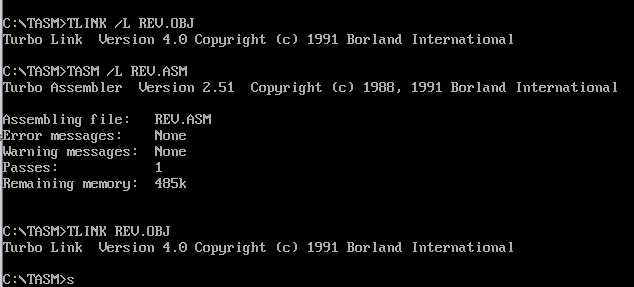 C:\TASM>TLINK /L REV.OBJ
Turbo Link  Version 4.0 Copyright (c) 1991 Borland International
C:\TASM>TASM /L REV.ASM
Turbo Assembler  Version 2.51  Copyright (c) 1988, 1991 Borland International
Assembling file:   REV.ASM
Error messages:    None
Warning messages:  None
Passes:            1
Remaining memory:  485k
C:\TASM>TLINK REV.OBJ
Turbo Link  Version 4.0 Copyright (c) 1991 Borland International
C:\TASM>s